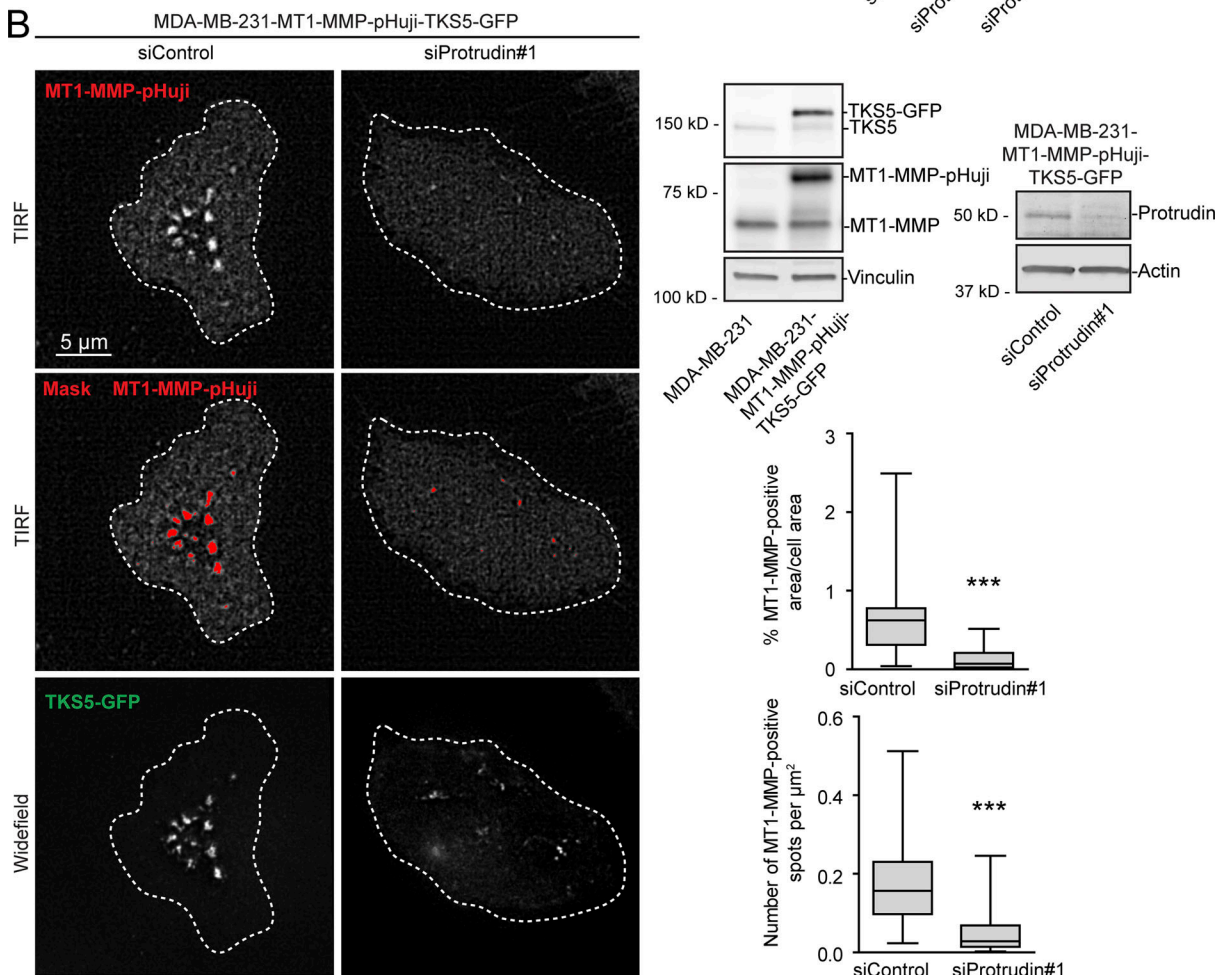 B
MDA-MB-231-MT1-MMP-pHuji-TKS5-GFP
siControl
siProtrudin#1
TIRF
MT1-MMP-pHuji
5 µm
TIRF
Mask MT1-MMP-pHuji
Widefield
TKS5-GFP
150 kD -
-TKS5-GFP
-TKS5
75 kD -
-MT1-MMP-pHuji
-MT1-MMP
-Vinculin
100 kD -
MDA-MB-231
MDA-MB-231-
MT1-MMP-pHuji-
TKS5-GFP
MDA-MB-231-
MT1-MMP-pHuji-
TKS5-GFP
50 kD -
-Protrudin
-Actin
37 kD -
siControl
siProtrudin#1
% MT1-MMP-positive
area/cell area
3
2
1
0
***
siControl
siProtrudin#1
Number of MT1-MMP-positive
spots per µm²
0.6
0.4
0.2
0.0
***
siControl
siProtrudin#1